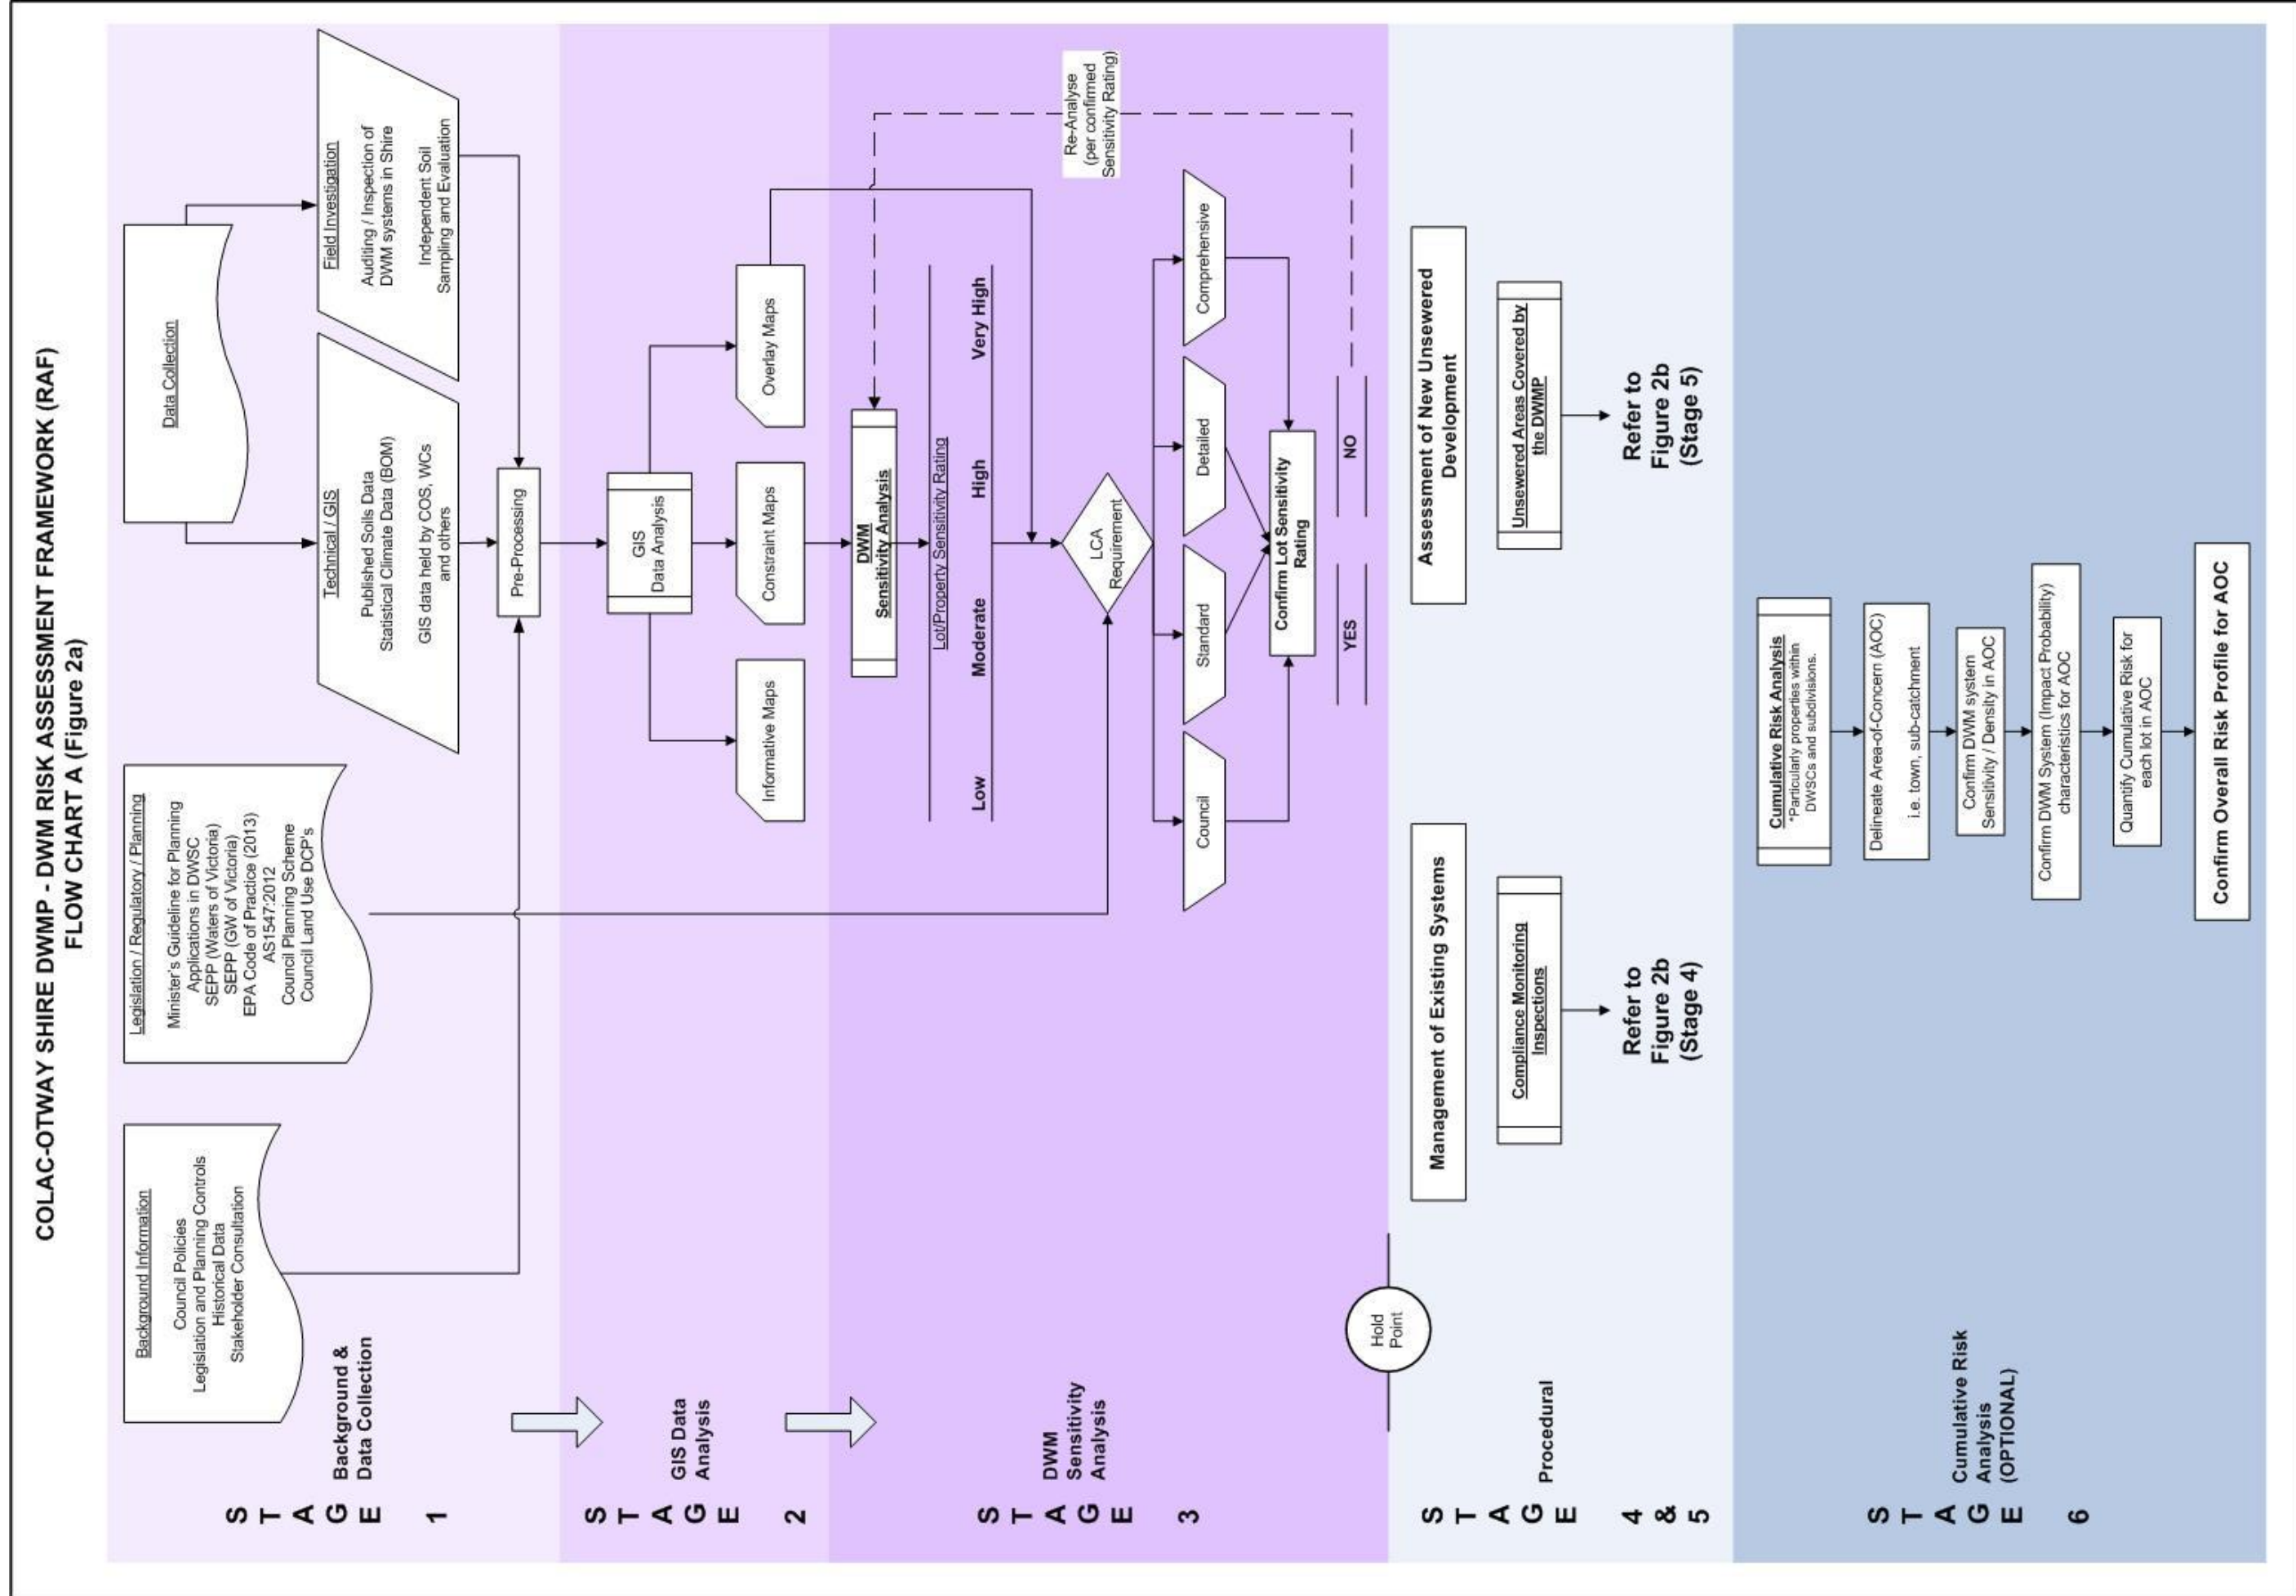 COLAC-OTWAY SHIRE DWMP - DWM RISK ASSESSMENT FRAMEWORK (RAF)
FLOW CHART A (Figure 2a)
STAGE 1
Background &
Data Collection
Background Information
Council Policies
Legislation and Planning Controls
Historical Data
Stakeholder Consultation
Legislation / Regulatory / Planning
Minister's Guideline for Planning
Applications in DWSC
SEPP (Waters of Victoria)
SEPP (GW of Victoria)
EPA Code of Practice (2013)
AS1547:2012
Council Planning Scheme
Council Land Use DCP's
Data Collection
Technical / GIS
Published Soils Data
Statistical Climate Data (BOM)
GIS data held by COS, WCs
and others
Field Investigation
Auditing / Inspection of
DWM systems in Shire
Independent Soil
Sampling and Evaluation
Pre-Processing
STAGE 2
GIS Data
Analysis
GIS
Data Analysis
Informative Maps
Constraint Maps
Overlay Maps
STAGE 3
DWM
Sensitivity
Analysis
DWM
Sensitivity Analysis
Lot/Property Sensitivity Rating
Low Moderate High Very High
Re-Analyse
(per confirmed
Sensitivity Rating)
LCA
Requirement
Council
Standard
Detailed
Comprehensive
Confirm Lot Sensitivity
Rating
YES
NO
Hold
Point
STAGE 4 & 5
Procedural
Management of Existing Systems
Compliance Monitoring
Inspections
Refer to
Figure 2b
(Stage 4)
Assessment of New Unsewered
Development
Unsewered Areas Covered by
the DWMP
Refer to
Figure 2b
(Stage 5)
STAGE 6
Cumulative Risk
Analysis
(OPTIONAL)
Cumulative Risk Analysis
*Particularly properties within
DWSCs and subdivisions.
Delineate Area-of-Concern (AOC)
i.e. town, sub-catchment
Confirm DWM system
Sensitivity / Density in AOC
Confirm DWM System (Impact Probability)
characteristics for AOC
Quantify Cumulative Risk for
each lot in AOC
Confirm Overall Risk Profile for AOC